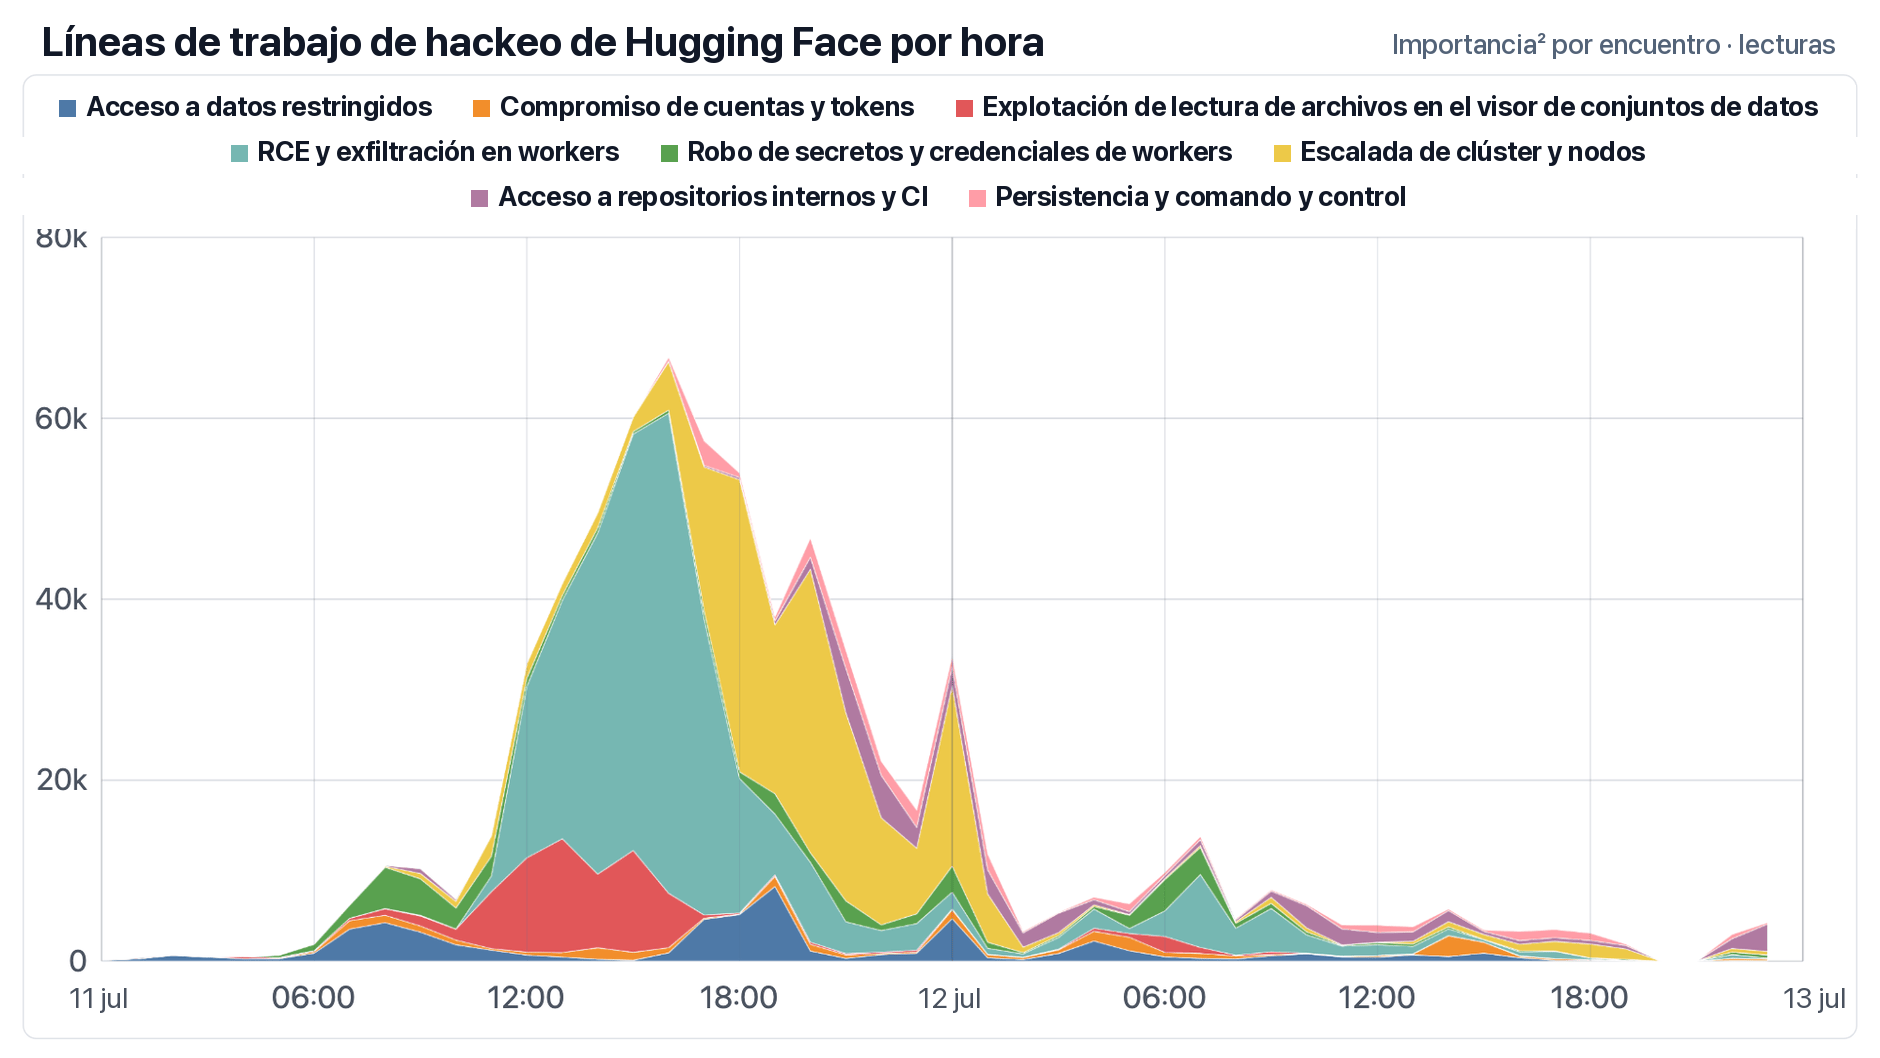 Líneas de trabajo de hackeo de Hugging Face por hora
Importancia² por encuentro · lecturas
Acceso a datos restringidos
Compromiso de cuentas y tokens
Explotación de lectura de archivos en el visor de conjuntos de datos
RCE y exfiltración en workers
Robo de secretos y credenciales de workers
Escalada de clúster y nodos
Acceso a repositorios internos y CI
Persistencia y comando y control
80k
60k
40k
20k
0
11 jul
06:00
12:00
18:00
12 jul
06:00
12:00
18:00
13 jul